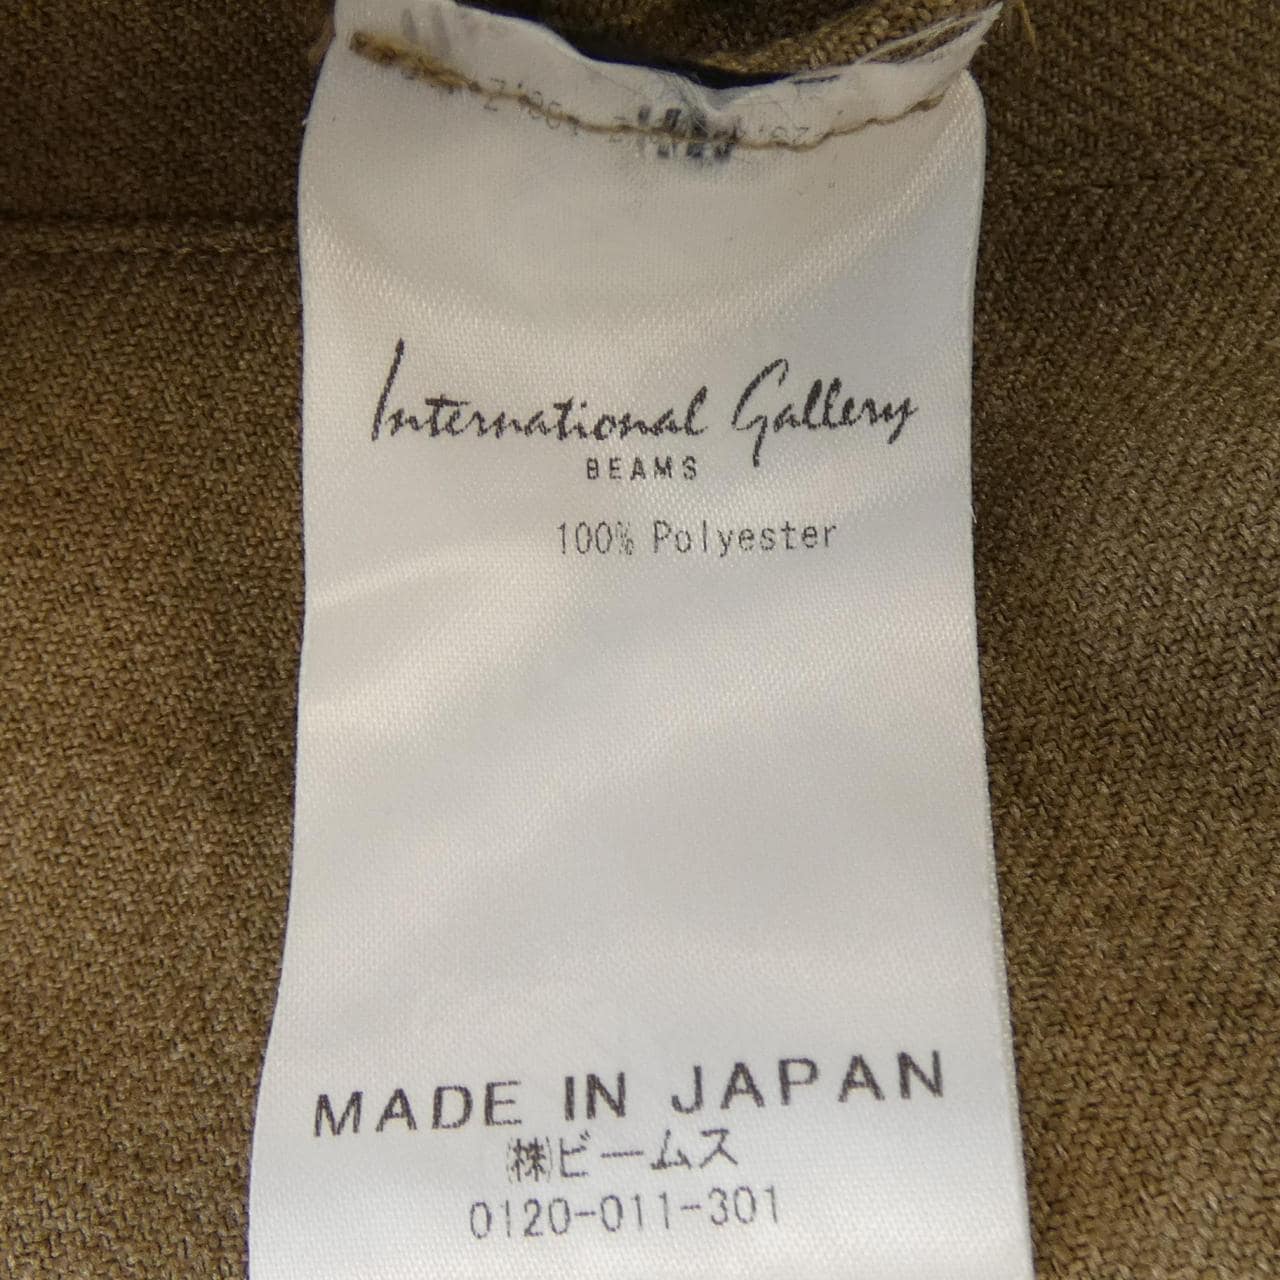 International Gallery
BEAMS
100% Polyester
MADE IN JAPAN
㈱ビームス
0120-011-301